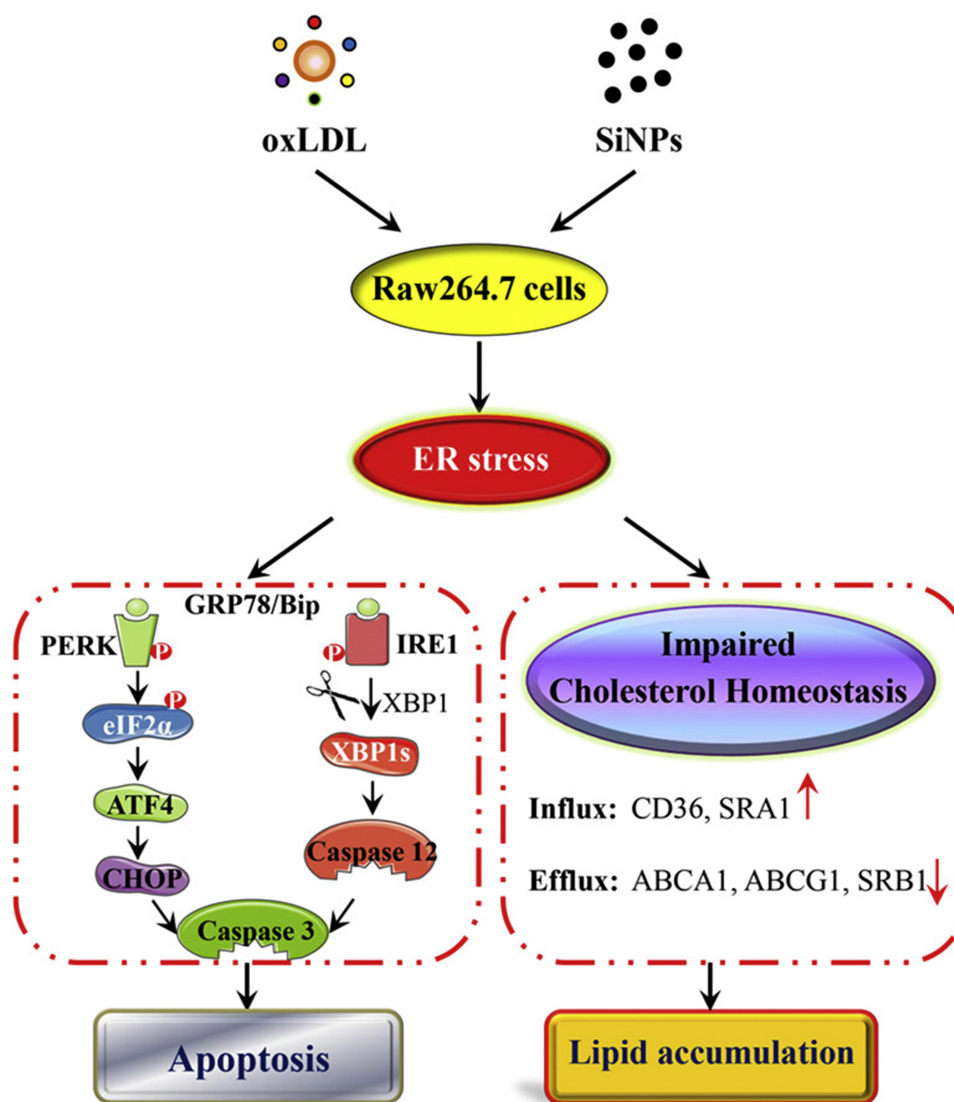 oxLDL
SiNPs
Raw264.7 cells
ER stress
GRP78/Bip
PERK
P
P
IRE1
P
eIF2α
XBP1
XBP1s
ATF4
Caspase 12
CHOP
Caspase 3
Apoptosis
Impaired
Cholesterol Homeostasis
Influx: CD36, SRA1
Efflux: ABCA1, ABCG1, SRB1
Lipid accumulation